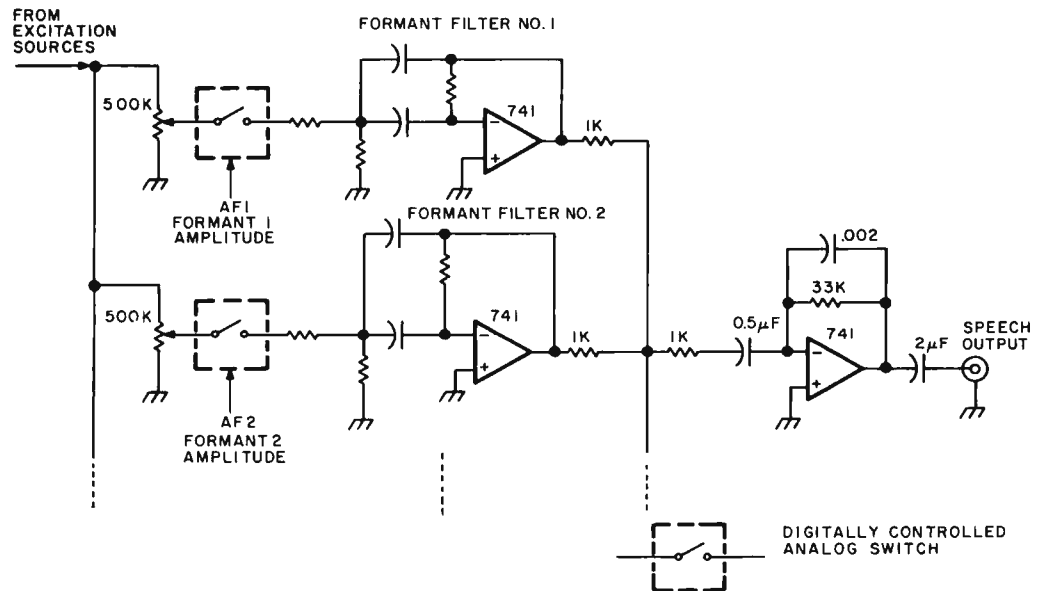 FROM
EXCITATION
SOURCES
FORMANT FILTER NO. 1
500K
741
−
+
1K
AF1
FORMANT 1
AMPLITUDE
FORMANT FILTER NO. 2
500K
741
−
+
1K
1K
0.5µF
.002
33K
741
−
+
2µF
SPEECH
OUTPUT
AF2
FORMANT 2
AMPLITUDE
DIGITALLY CONTROLLED
ANALOG SWITCH